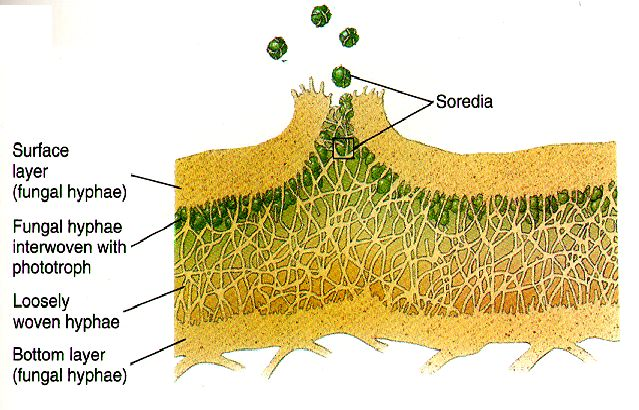 Soredia
Surface
layer
(fungal hyphae)
Fungal hyphae
interwoven with
phototroph
Loosely
woven hyphae
Bottom layer
(fungal hyphae)